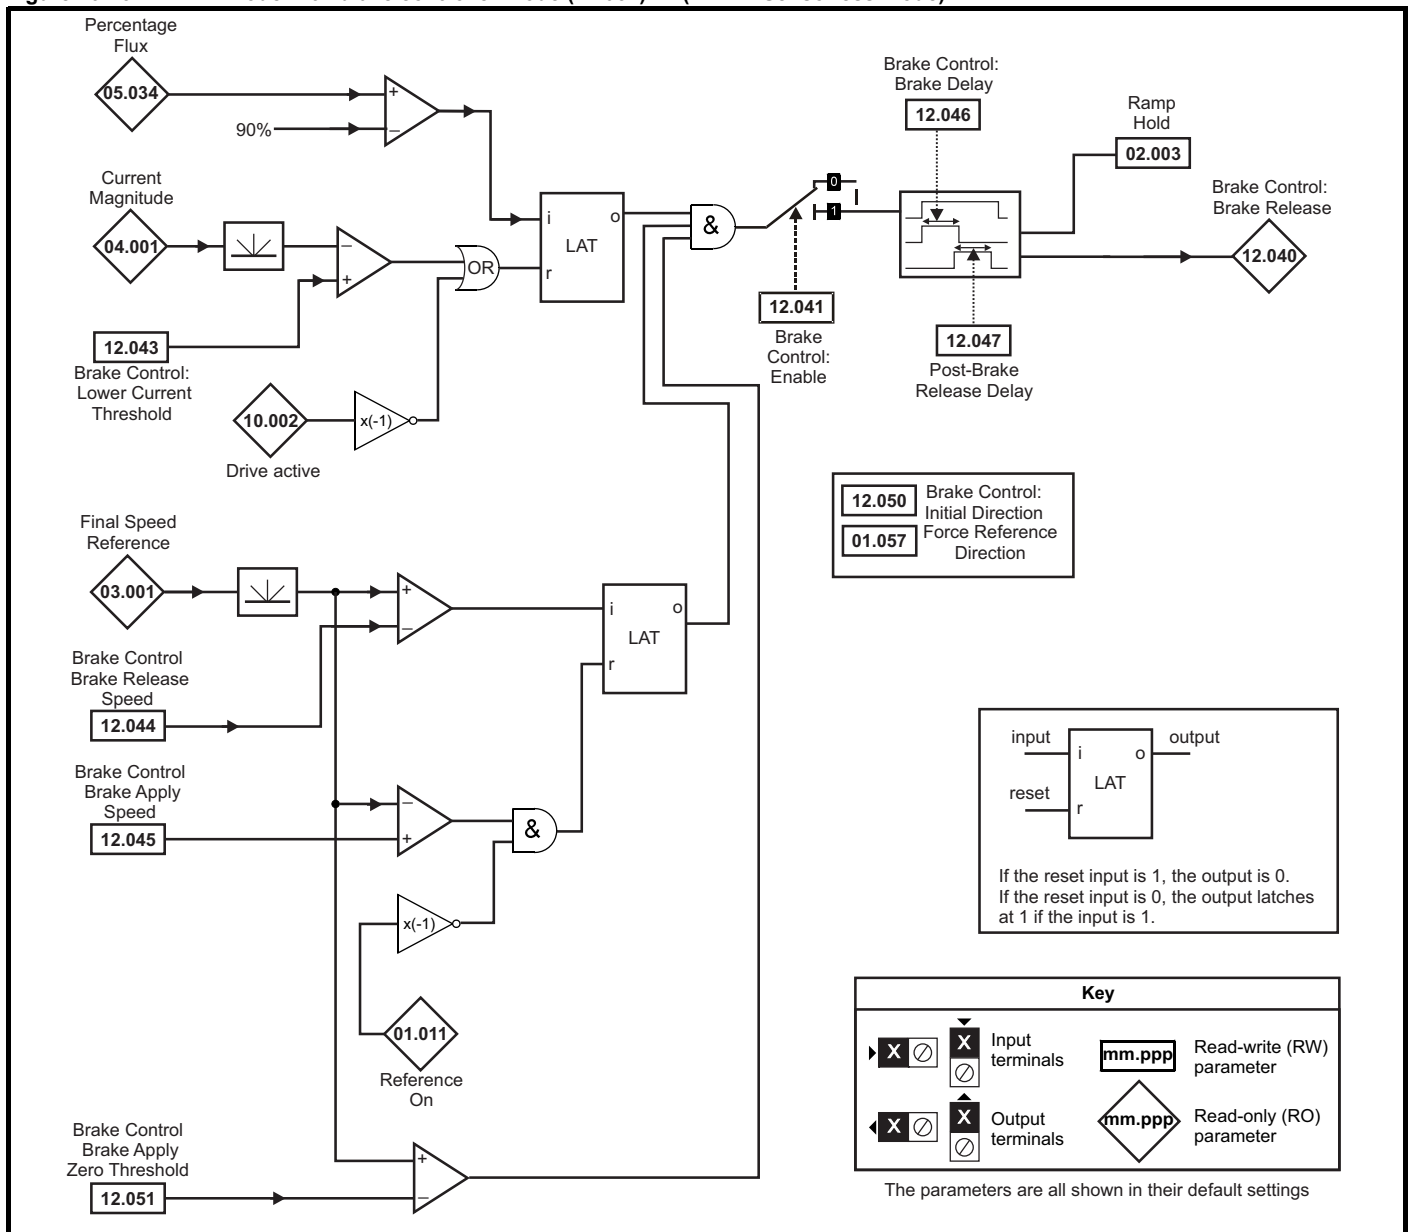 Percentage
Flux
05.034
90%
Current
Magnitude
04.001
12.043
Brake Control:
Lower Current
Threshold
10.002
Drive active
x(-1)
+
–
–
+
OR
i
o
LAT
r
&
0
1
12.041
Brake
Control:
Enable
Brake Control:
Brake Delay
12.046
12.047
Post-Brake
Release Delay
Ramp
Hold
02.003
Brake Control:
Brake Release
12.040
12.050
Brake Control:
Initial Direction
01.057
Force Reference
Direction
Final Speed
Reference
03.001
+
–
i
o
LAT
r
Brake Control
Brake Release
Speed
12.044
Brake Control
Brake Apply
Speed
12.045
–
+
&
x(-1)
01.011
Reference
On
Brake Control
Brake Apply
Zero Threshold
12.051
+
–
input
output
i
o
LAT
reset
r
If the reset input is 1, the output is 0.
If the reset input is 0, the output latches
at 1 if the input is 1.
Key
X
X
Input
terminals
mm.ppp
Read-write (RW)
parameter
X
X
Output
terminals
mm.ppp
Read-only (RO)
parameter
The parameters are all shown in their default settings